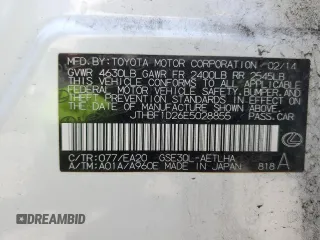 MFD.BY: TOYOTA MOTOR CORPORATION 02/14
GVWR 4630LB GAWR FR 2400LB RR 2545LB
THIS VEHICLE CONFORMS TO ALL APPLICABLE
FEDERAL MOTOR VEHICLE SAFETY, BUMPER, AND
THEFT PREVENTION STANDARDS IN EFFECT ON
THE DATE OF MANUFACTURE SHOWN ABOVE.
JTHBF1D26E5028855 PASS.CAR
C/TR: 077/EA20 GSE30L-AETLHA
A/TM: A01A/A960E MADE IN JAPAN 818 A
AUTOBIDCAR